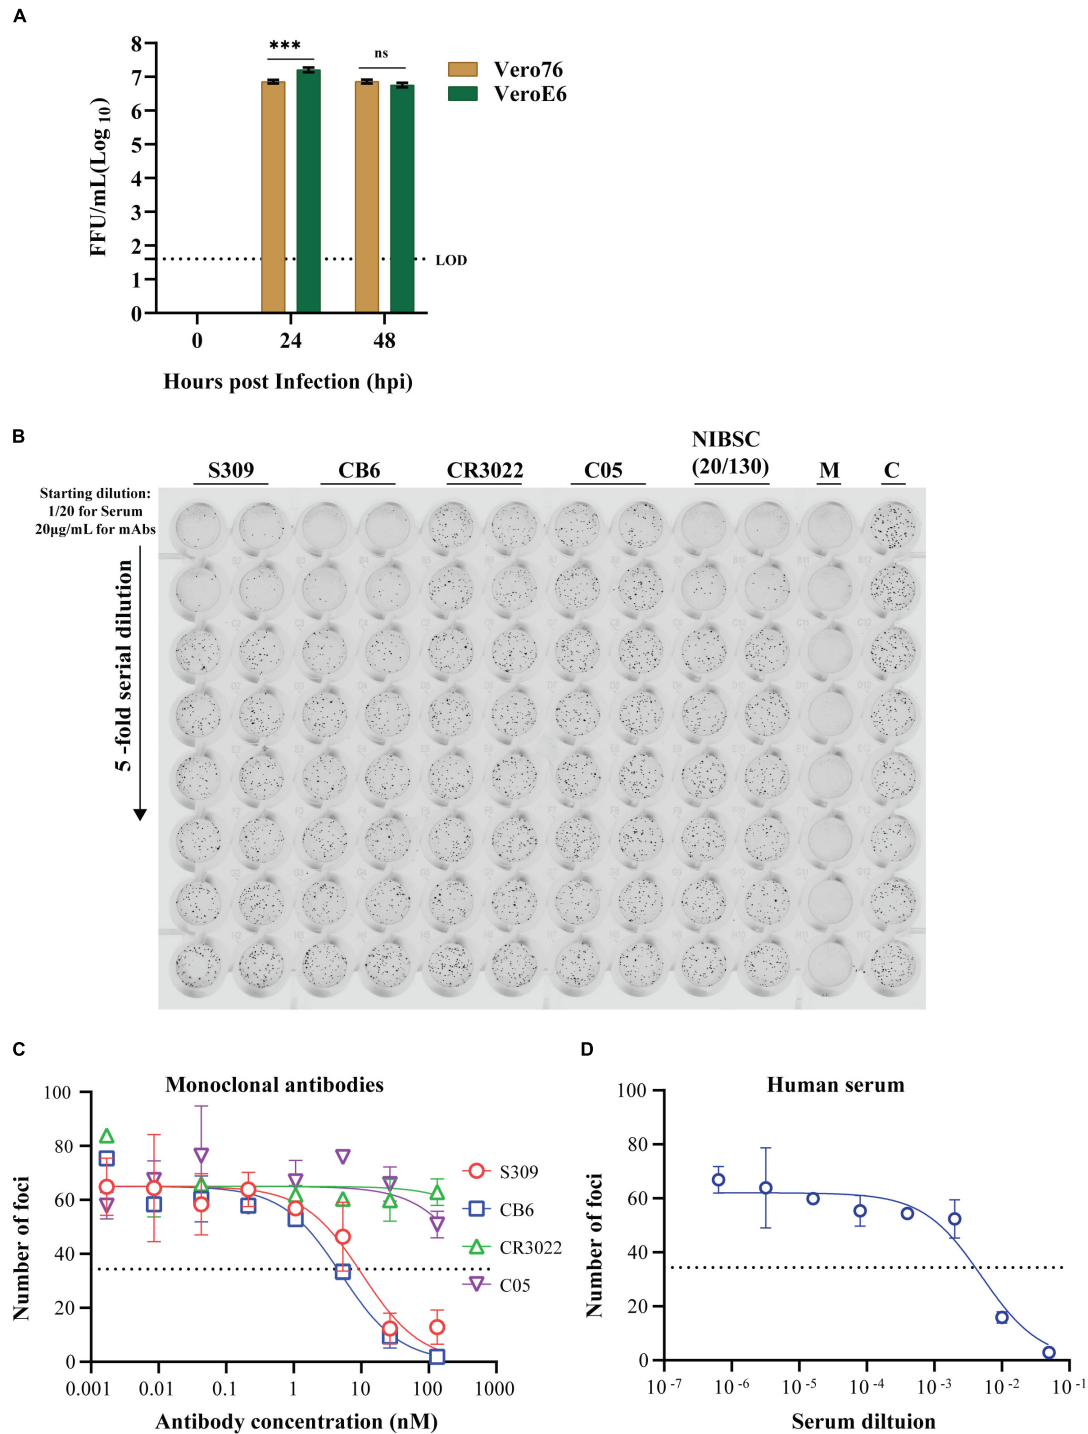 A
8
7
6
5
4
3
2
1
0
FFU/mL(Log 10)
***
ns
Vero76
VeroE6
LOD
0 24 48
Hours post Infection (hpi)
B
S309 CB6 CR3022 C05 NIBSC (20/130) M C
Starting dilution:
1/20 for Serum
20µg/mL for mAbs
5 -fold serial dilution
C
Monoclonal antibodies
100
80
60
40
20
0
Number of foci
S309
CB6
CR3022
C05
0.001 0.01 0.1 1 10 100 1000
Antibody concentration (nM)
D
Human serum
100
80
60
40
20
0
Number of foci
10-7 10-6 10-5 10-4 10-3 10-2 10-1
Serum diltuion